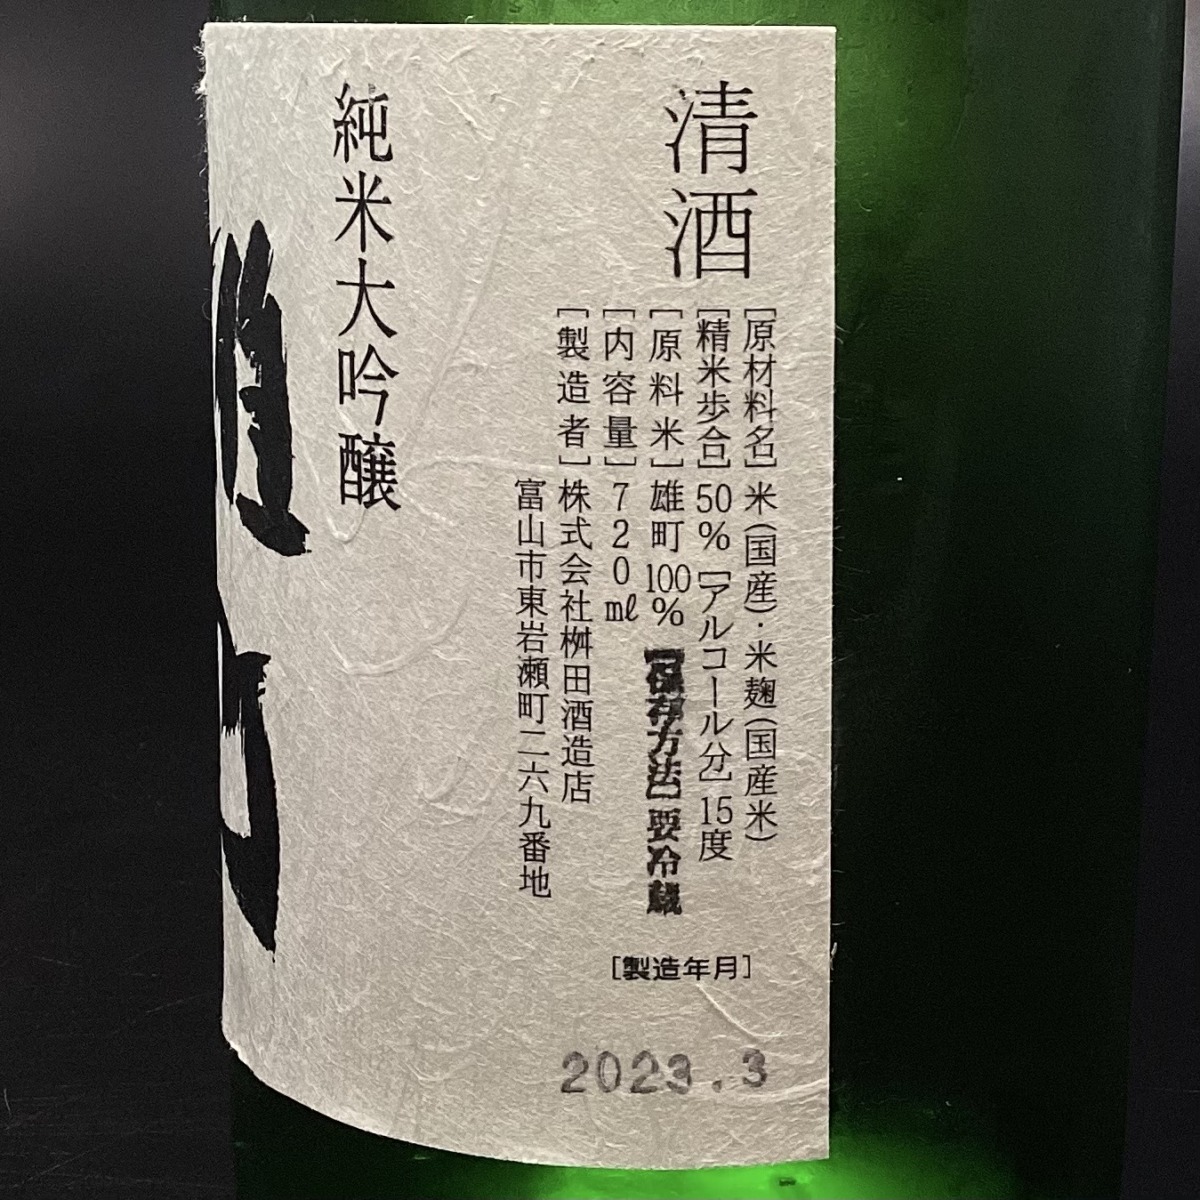 清酒
[原材料名]米(国産)・米麹(国産米)
[精米歩合]50%[アルコール分]15度
[原料米]雄町100%【保存方法】要冷蔵
[内容量]720mℓ
[製造者]株式会社桝田酒造店
富山市東岩瀬町二六九番地
[製造年月]
2023.3
純米大吟醸